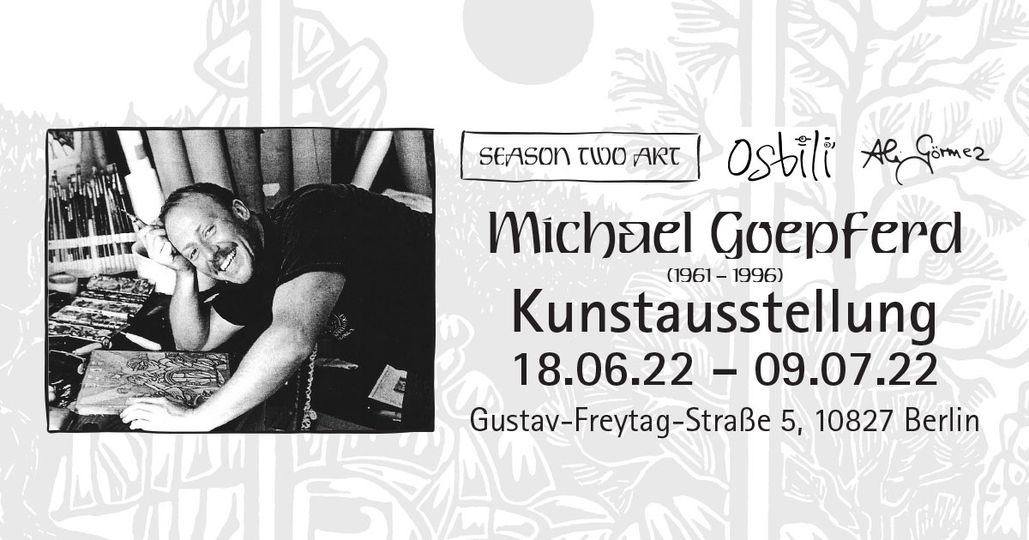 SEASON TWO ART Osbili Ali Görmez
Michael Goepferd
(1961 – 1996)
Kunstausstellung
18.06.22 – 09.07.22
Gustav-Freytag-Straße 5, 10827 Berlin